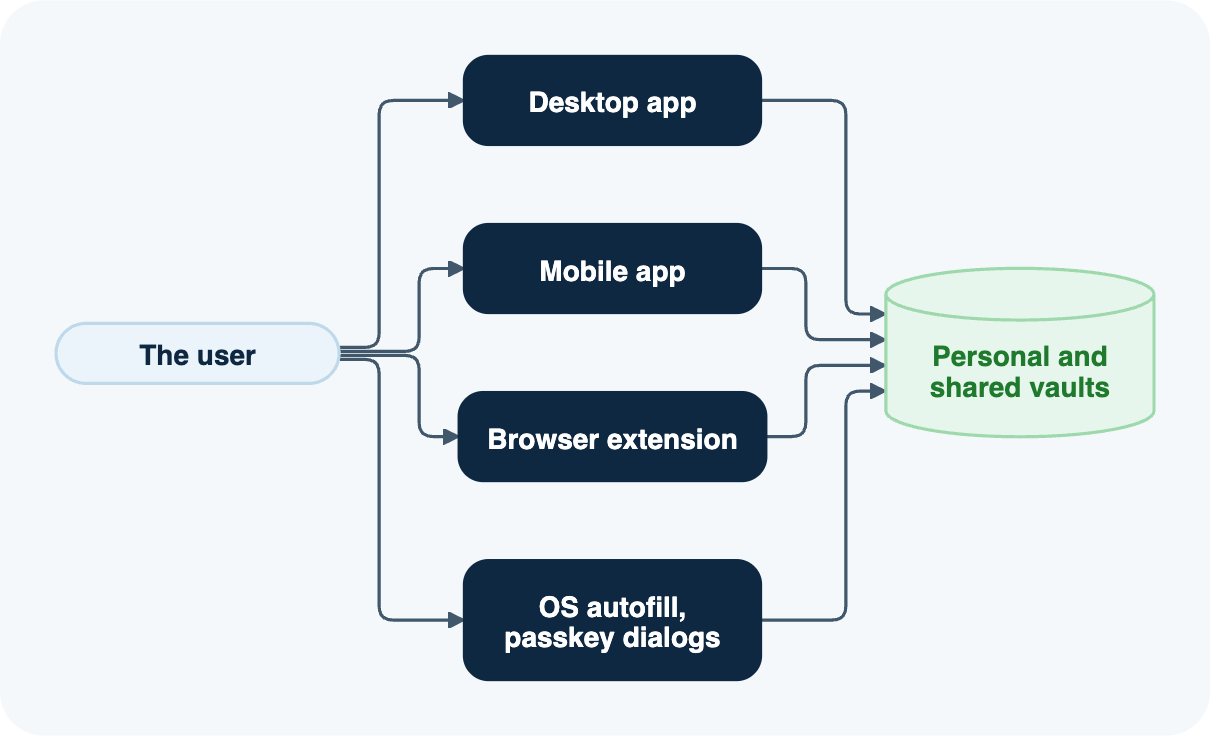 Desktop app
Mobile app
The user
Personal and
shared vaults
Browser extension
OS autofill,
passkey dialogs